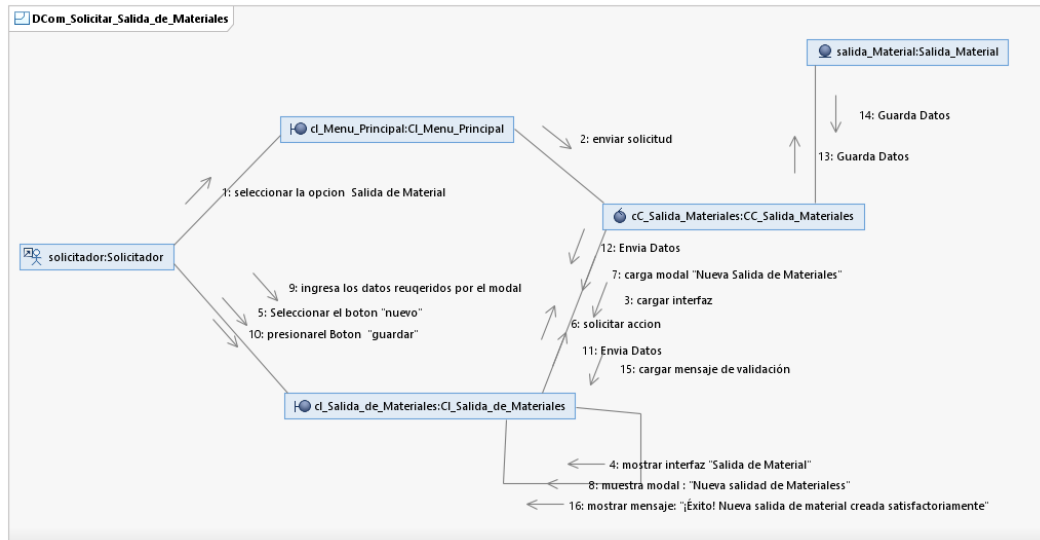 DCom_Solicitar_Salida_de_Materiales
salida_Material:Salida_Material
14: Guarda Datos
cI_Menu_Principal:CI_Menu_Principal
2: enviar solicitud
13: Guarda Datos
1: seleccionar la opcion Salida de Material
cC_Salida_Materiales:CC_Salida_Materiales
solicitador:Solicitador
12: Envia Datos
7: carga modal "Nueva Salida de Materiales"
9: ingresa los datos reuqeridos por el modal
3: cargar interfaz
5: Seleccionar el boton "nuevo"
6: solicitar accion
10: presionarel Boton "guardar"
11: Envia Datos
15: cargar mensaje de validación
cI_Salida_de_Materiales:CI_Salida_de_Materiales
4: mostrar interfaz "Salida de Material"
8: muestra modal : "Nueva salidad de Materialess"
16: mostrar mensaje: "¡Éxito! Nueva salida de material creada satisfactoriamente"